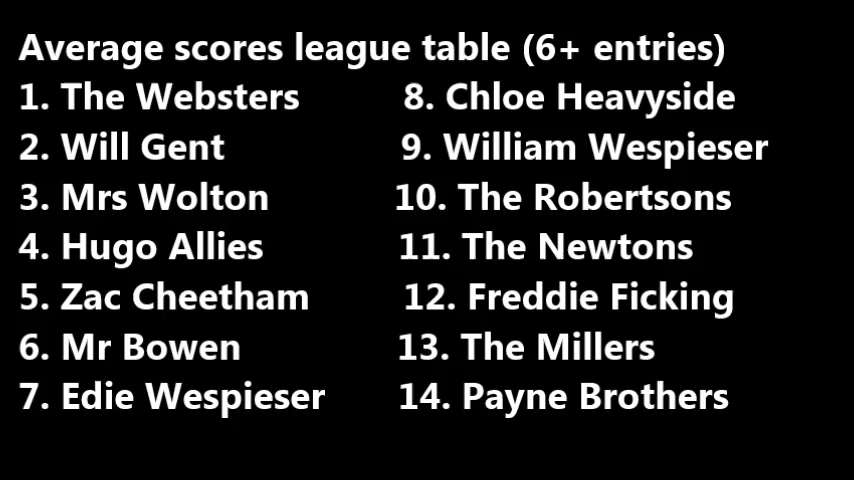 Average scores league table (6+ entries)
1. The Websters
2. Will Gent
3. Mrs Wolton
4. Hugo Allies
5. Zac Cheetham
6. Mr Bowen
7. Edie Wespieser
8. Chloe Heavyside
9. William Wespieser
10. The Robertsons
11. The Newtons
12. Freddie Ficking
13. The Millers
14. Payne Brothers